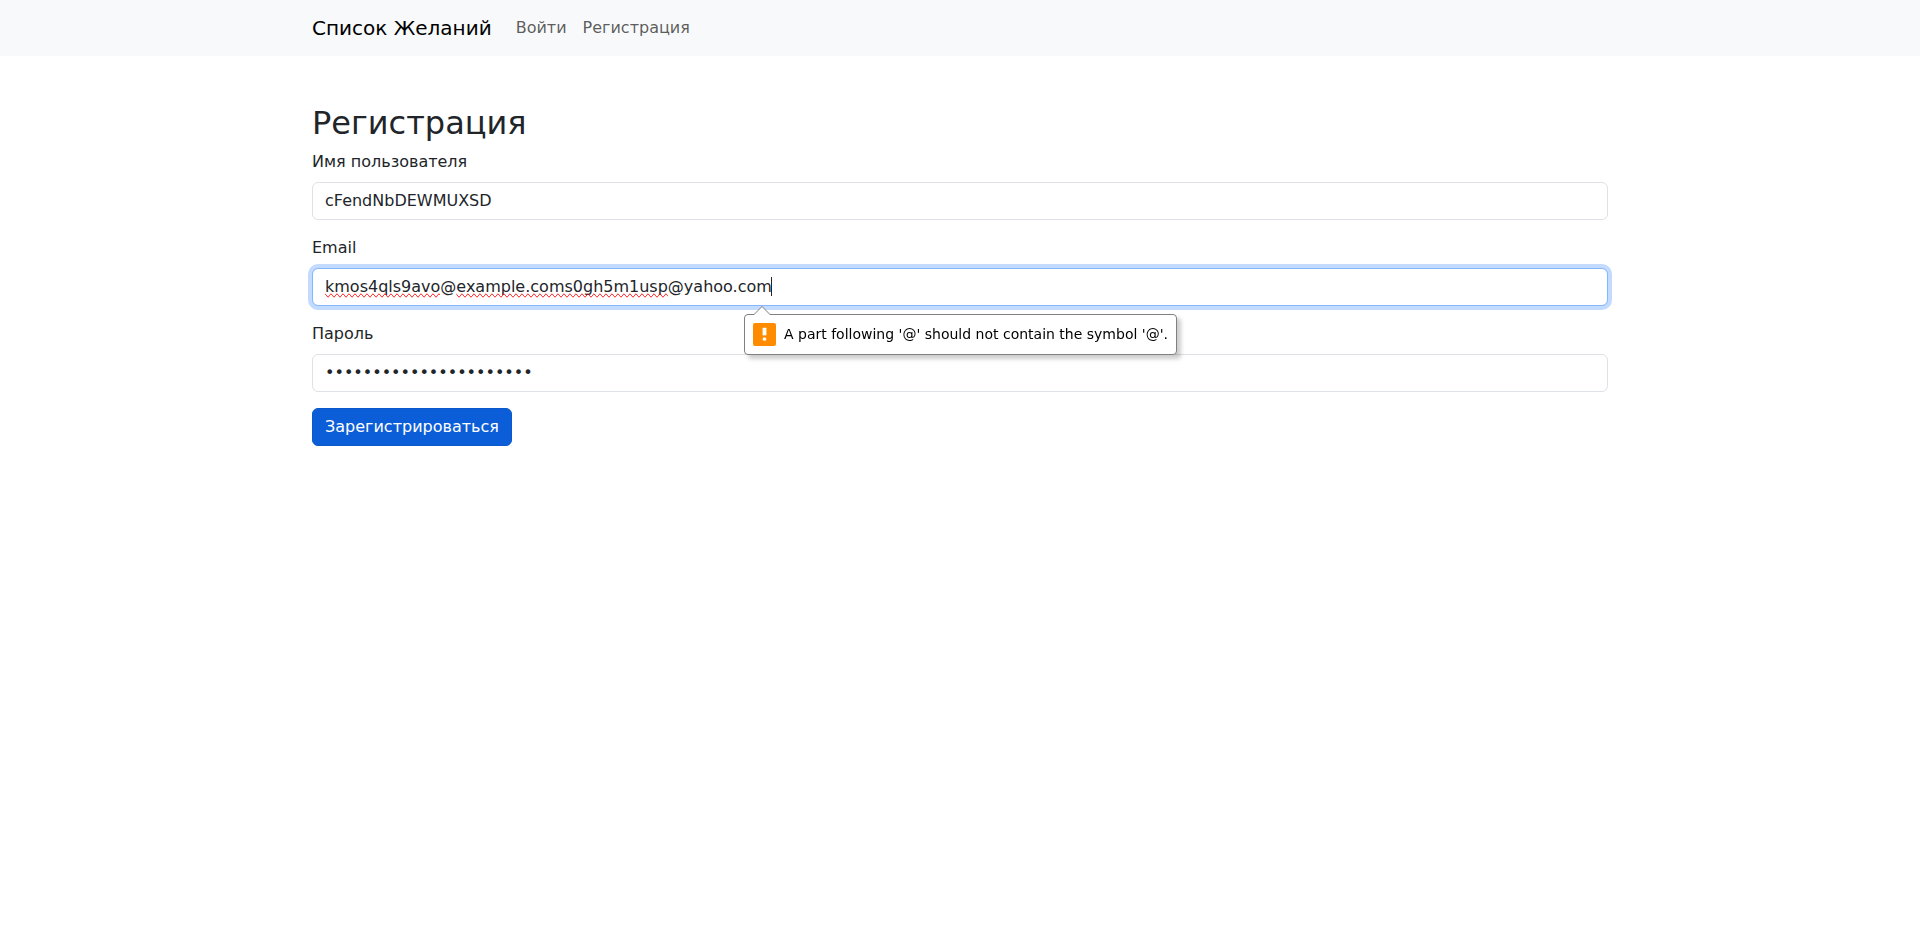 Список Желаний Войти Регистрация
Регистрация
Имя пользователя
cFendNbDEWMUXSD
Email
kmos4qls9avo@example.coms0gh5m1usp@yahoo.com
A part following '@' should not contain the symbol '@'.
Пароль
••••••••••••••••••••••
Зарегистрироваться